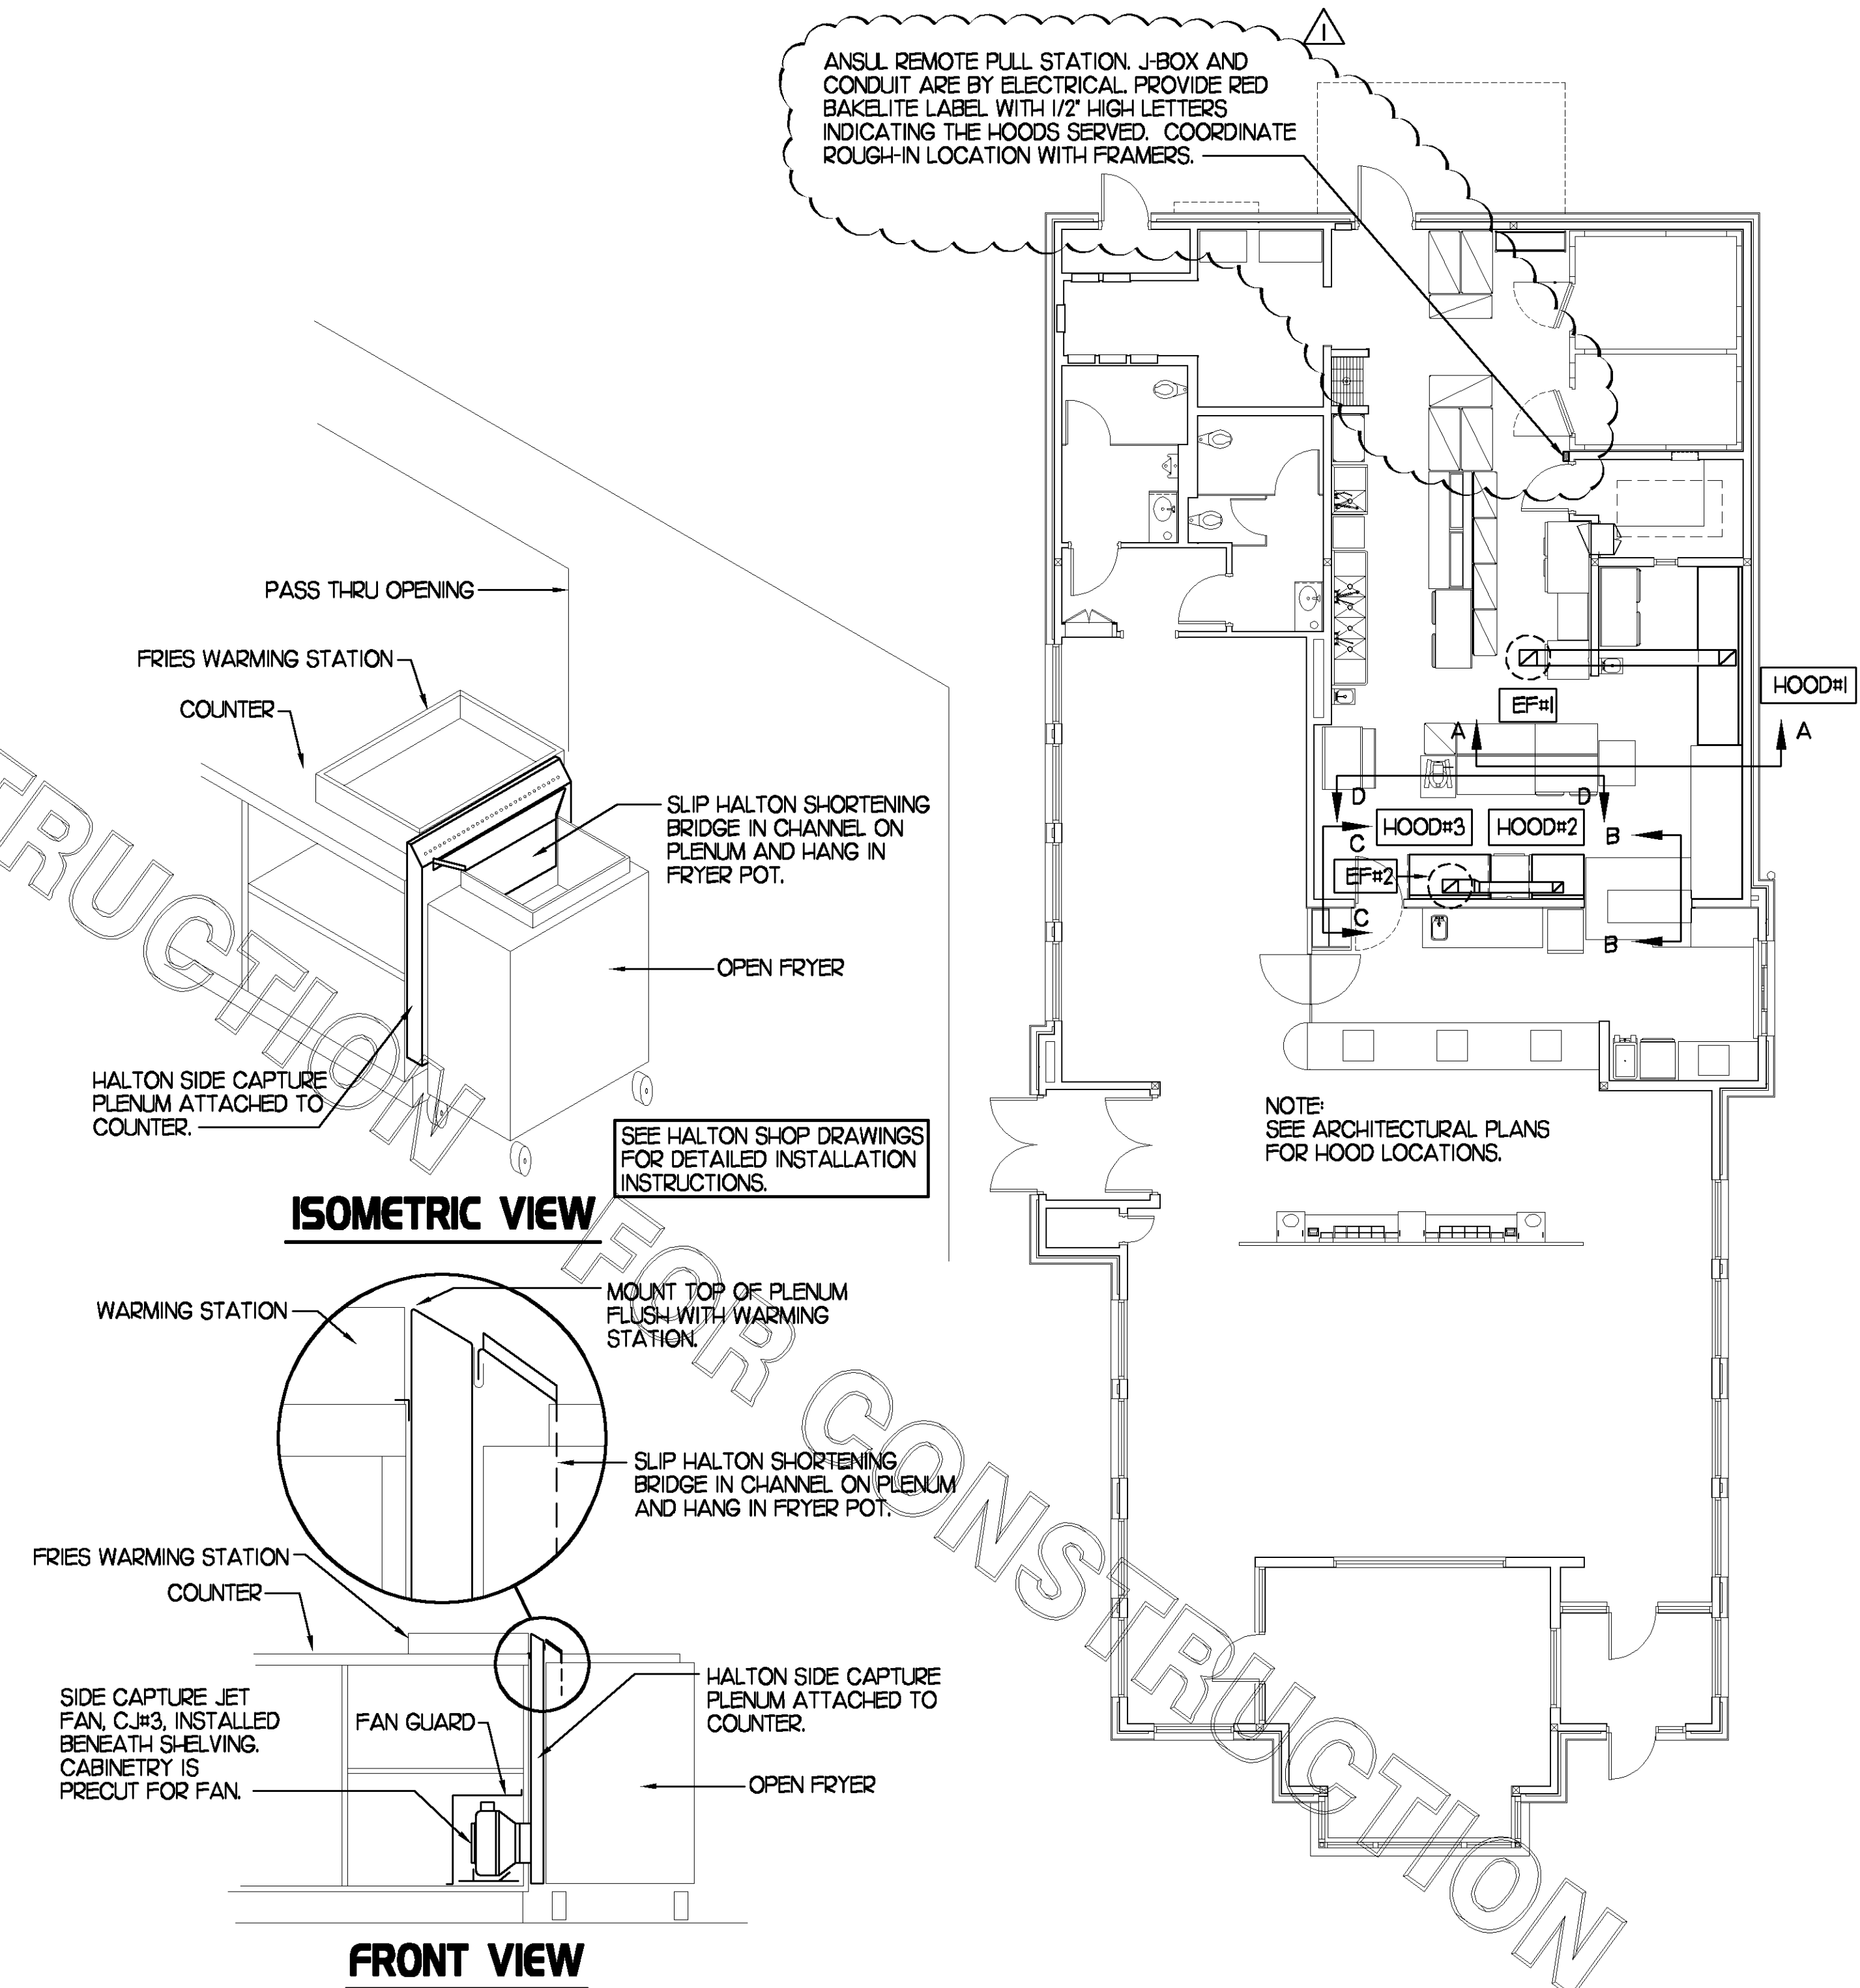 ANSUL REMOTE PULL STATION. J-BOX AND
CONDUIT ARE BY ELECTRICAL. PROVIDE RED
BAKELITE LABEL WITH 1/2" HIGH LETTERS
INDICATING THE HOODS SERVED. COORDINATE
ROUGH-IN LOCATION WITH FRAMERS.
1
PASS THRU OPENING
FRIES WARMING STATION
COUNTER
SLIP HALTON SHORTENING
BRIDGE IN CHANNEL ON
PLENUM AND HANG IN
FRYER POT.
OPEN FRYER
HALTON SIDE CAPTURE
PLENUM ATTACHED TO
COUNTER.
SEE HALTON SHOP DRAWINGS
FOR DETAILED INSTALLATION
INSTRUCTIONS.
ISOMETRIC VIEW
WARMING STATION
MOUNT TOP OF PLENUM
FLUSH WITH WARMING
STATION.
SLIP HALTON SHORTENING
BRIDGE IN CHANNEL ON PLENUM
AND HANG IN FRYER POT.
FRIES WARMING STATION
COUNTER
SIDE CAPTURE JET
FAN, CJ#3, INSTALLED
BENEATH SHELVING.
CABINETRY IS
PRECUT FOR FAN.
FAN GUARD
HALTON SIDE CAPTURE
PLENUM ATTACHED TO
COUNTER.
OPEN FRYER
FRONT VIEW
HOOD#1
EF#1
A
A
D
D
HOOD#3
HOOD#2
B
C
EF#2
C
B
NOTE:
SEE ARCHITECTURAL PLANS
FOR HOOD LOCATIONS.
TRUCTION
FOR CONSTRUCTION